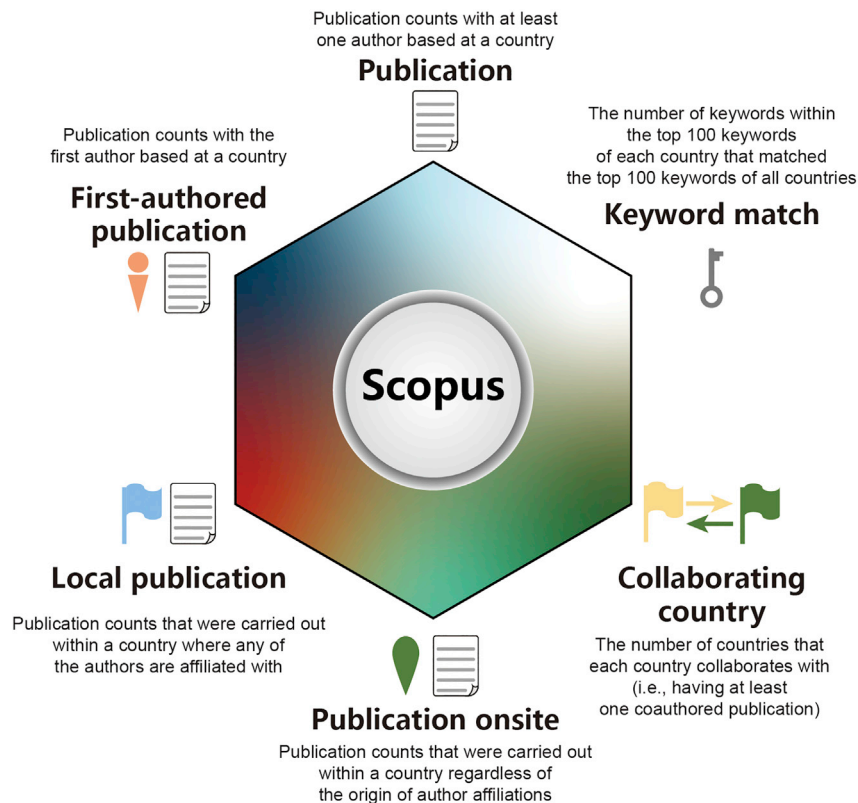 Publication counts with at least
one author based at a country
Publication
Publication counts with the
first author based at a country
First-authored
publication
The number of keywords within
the top 100 keywords
of each country that matched
the top 100 keywords of all countries
Keyword match
Scopus
Local publication
Publication counts that were carried out
within a country where any of
the authors are affiliated with
Collaborating
country
The number of countries that
each country collaborates with
(i.e., having at least
one coauthored publication)
Publication onsite
Publication counts that were carried out
within a country regardless of
the origin of author affiliations